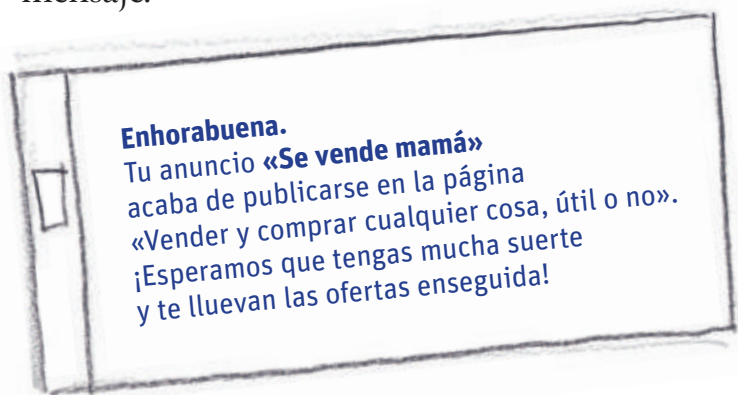 mensaje.
Enhorabuena.
Tu anuncio «Se vende mamá»
acaba de publicarse en la página
«Vender y comprar cualquier cosa, útil o no».
¡Esperamos que tengas mucha suerte
y te lluevan las ofertas enseguida!